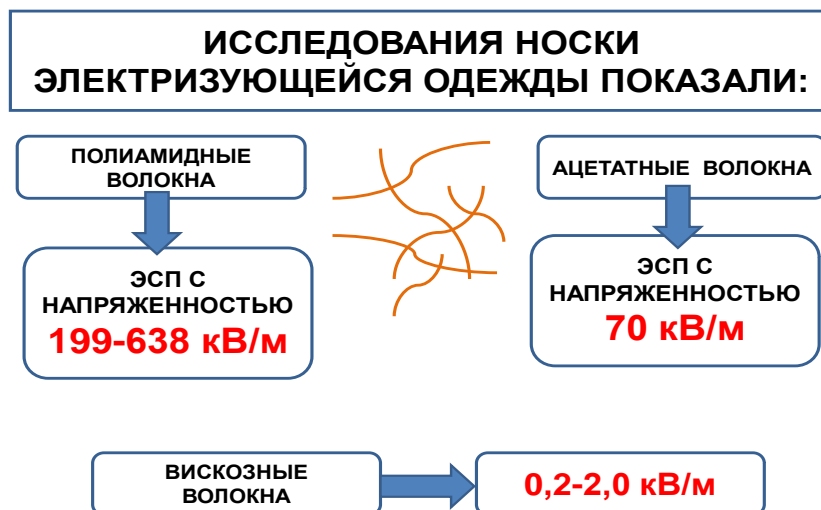 ИССЛЕДОВАНИЯ НОСКИ
ЭЛЕКТРИЗУЮЩЕЙСЯ ОДЕЖДЫ ПОКАЗАЛИ:
ПОЛИАМИДНЫЕ
ВОЛОКНА
АЦЕТАТНЫЕ ВОЛОКНА
ЭСП С
НАПРЯЖЕННОСТЬЮ
199-638 кВ/м
ЭСП С
НАПРЯЖЕННОСТЬЮ
70 кВ/м
ВИСКОЗНЫЕ
ВОЛОКНА
0,2-2,0 кВ/м